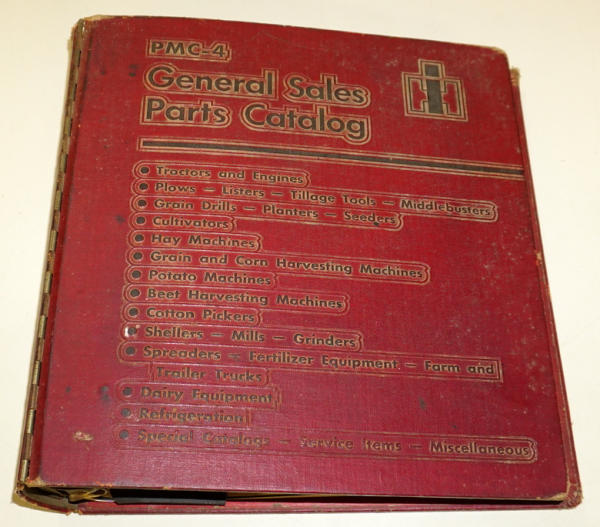 PMC-4
General Sales
Parts Catalog
IH
• Tractors and Engines
• Plows — Listers — Tillage Tools — Middlebusters
• Grain Drills — Planters — Seeders
• Cultivators
• Hay Machines
• Grain and Corn Harvesting Machines
• Potato Machines
• Beet Harvesting Machines
• Cotton Pickers
• Shellers — Mills — Grinders
• Spreaders — Fertilizer Equipment — Farm and
Trailer Trucks
• Dairy Equipment
• Refrigeration
• Special Catalogs — Service Items — Miscellaneous